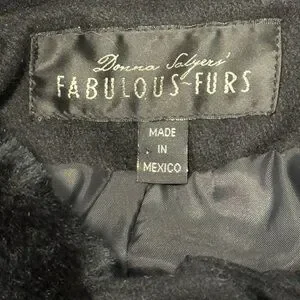 Donna Salyers'
FABULOUS~FURS
MADE
IN
MEXICO